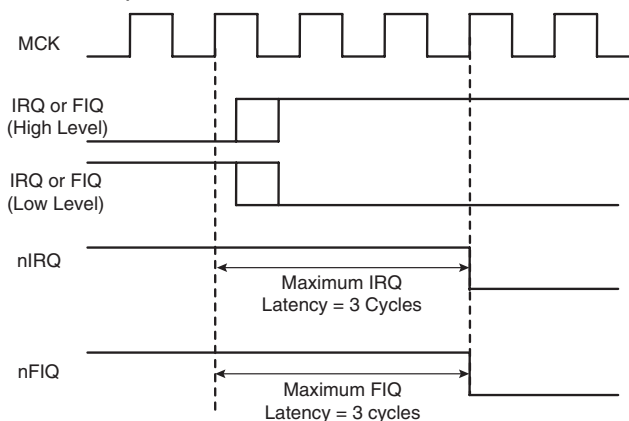 MCK
IRQ or FIQ
(High Level)
IRQ or FIQ
(Low Level)
nIRQ
Maximum IRQ
Latency = 3 Cycles
nFIQ
Maximum FIQ
Latency = 3 cycles